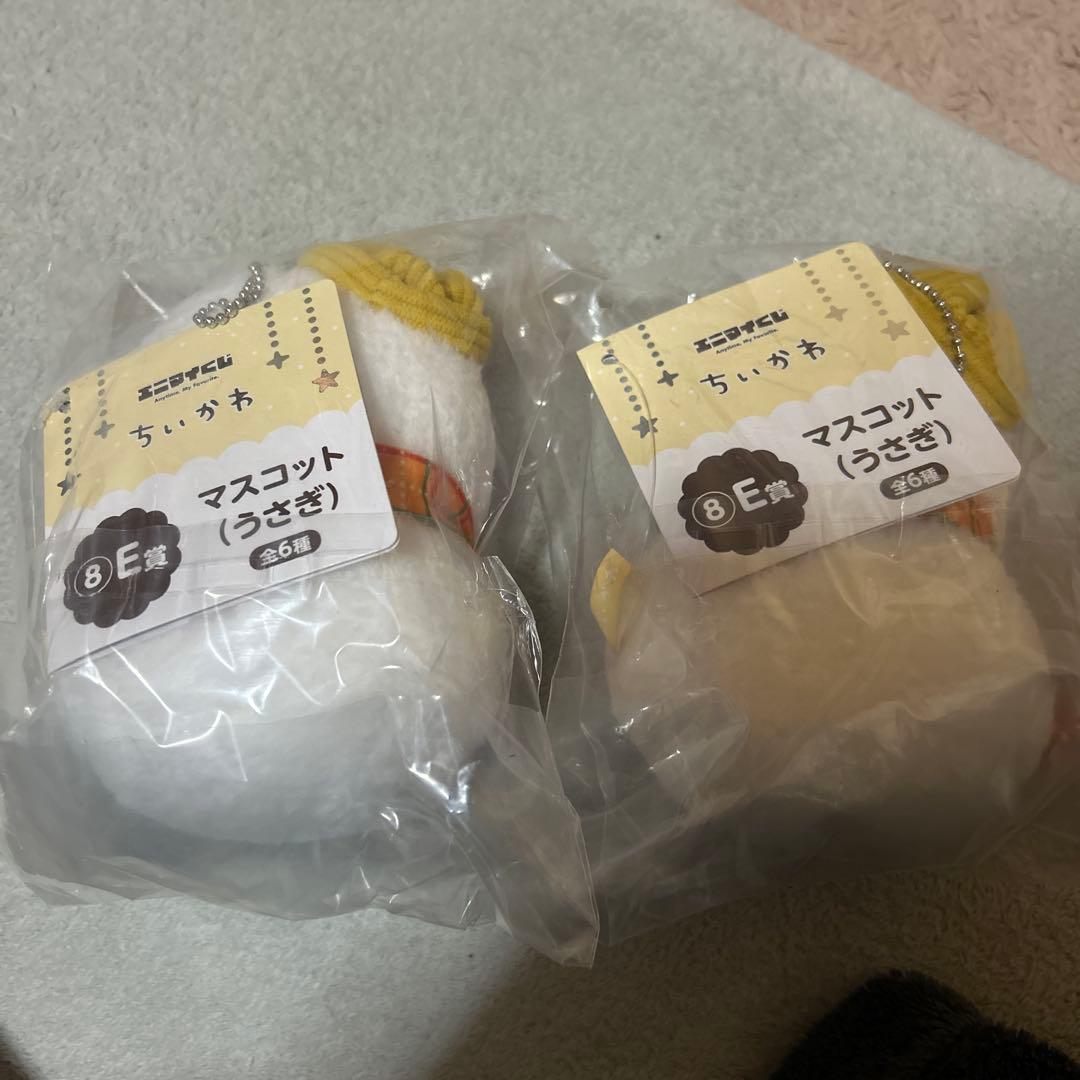 エニマイくじ
Anytime, My Favorite.
ちいかわ
マスコット
(うさぎ)
⑧ E賞
全6種
エニマイくじ
Anytime, My Favorite.
ちいかわ
マスコット
(うさぎ)
⑧ E賞
全6種